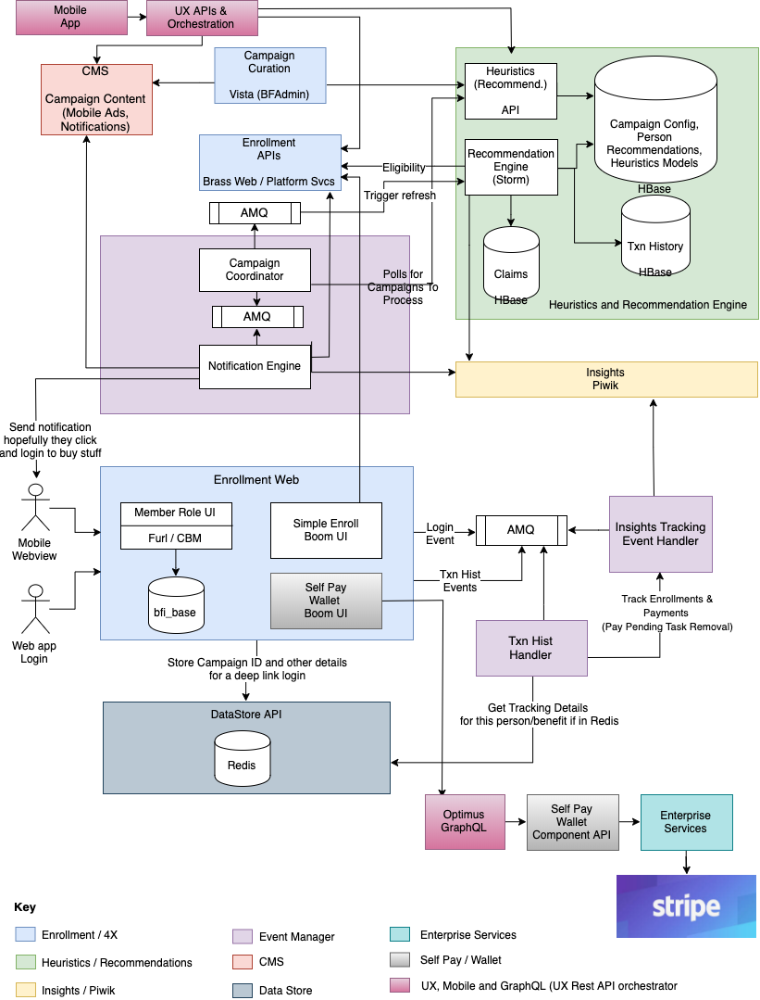 Mobile
App
UX APIs &
Orchestration
CMS
Campaign Content
(Mobile Ads,
Notifications)
Campaign
Curation
Vista (BFAdmin)
Heuristics
(Recommend.)
API
Campaign Config,
Person
Recommendations,
Heuristics Models
HBase
Enrollment
APIs
Brass Web / Platform Svcs
Eligibility
Recommendation
Engine
(Storm)
Trigger refresh
AMQ
Txn History
HBase
Claims
HBase
Heuristics and Recommendation Engine
Campaign
Coordinator
Polls for
Campaigns To
Process
AMQ
Notification Engine
Insights
Piwik
Send notification
hopefully they click
and login to buy stuff
Mobile
Webview
Web app
Login
Enrollment Web
Member Role UI
Furl / CBM
bfi_base
Simple Enroll
Boom UI
Self Pay
Wallet
Boom UI
Login
Event
AMQ
Txn Hist
Events
Insights Tracking
Event Handler
Track Enrollments &
Payments
(Pay Pending Task Removal)
Txn Hist
Handler
Store Campaign ID and other details
for a deep link login
Get Tracking Details
for this person/benefit if in Redis
DataStore API
Redis
Optimus
GraphQL
Self Pay
Wallet
Component API
Enterprise
Services
stripe
Key
Enrollment / 4X
Heuristics / Recommendations
Insights / Piwik
Event Manager
CMS
Data Store
Enterprise Services
Self Pay / Wallet
UX, Mobile and GraphQL (UX Rest API orchestrator